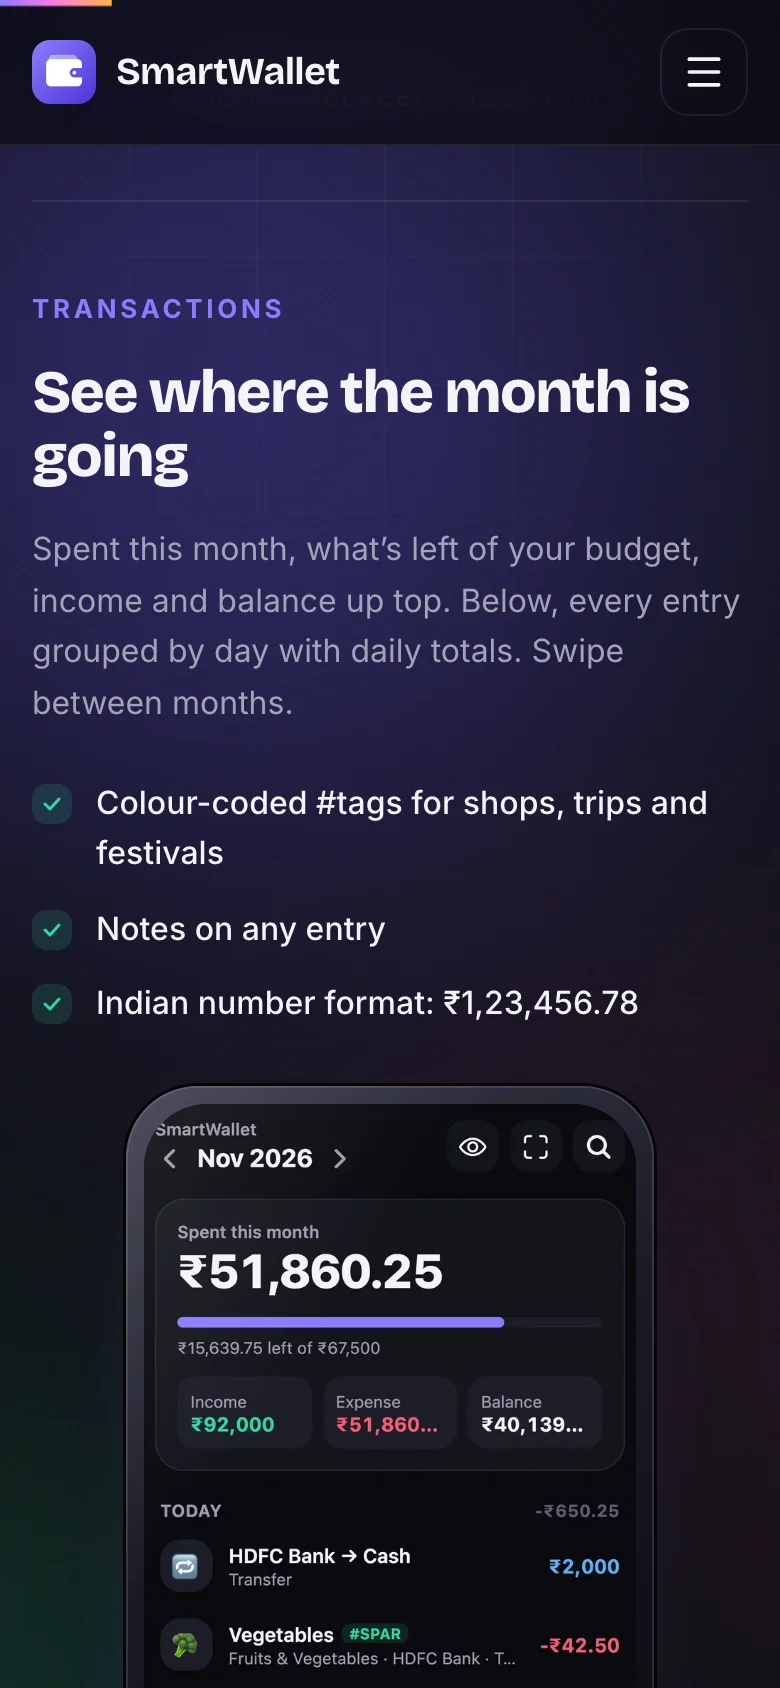 SmartWallet
TRANSACTIONS
See where the month is
going
Spent this month, what’s left of your budget,
income and balance up top. Below, every entry
grouped by day with daily totals. Swipe
between months.
Colour-coded #tags for shops, trips and
festivals
Notes on any entry
Indian number format: ₹1,23,456.78
SmartWallet
Nov 2026
Spent this month
₹51,860.25
₹15,639.75 left of ₹67,500
Income Expense Balance
₹92,000 ₹51,860... ₹40,139...
TODAY -₹650.25
HDFC Bank → Cash ₹2,000
Transfer
Vegetables #SPAR -₹42.50
Fruits & Vegetables · HDFC Bank · T...